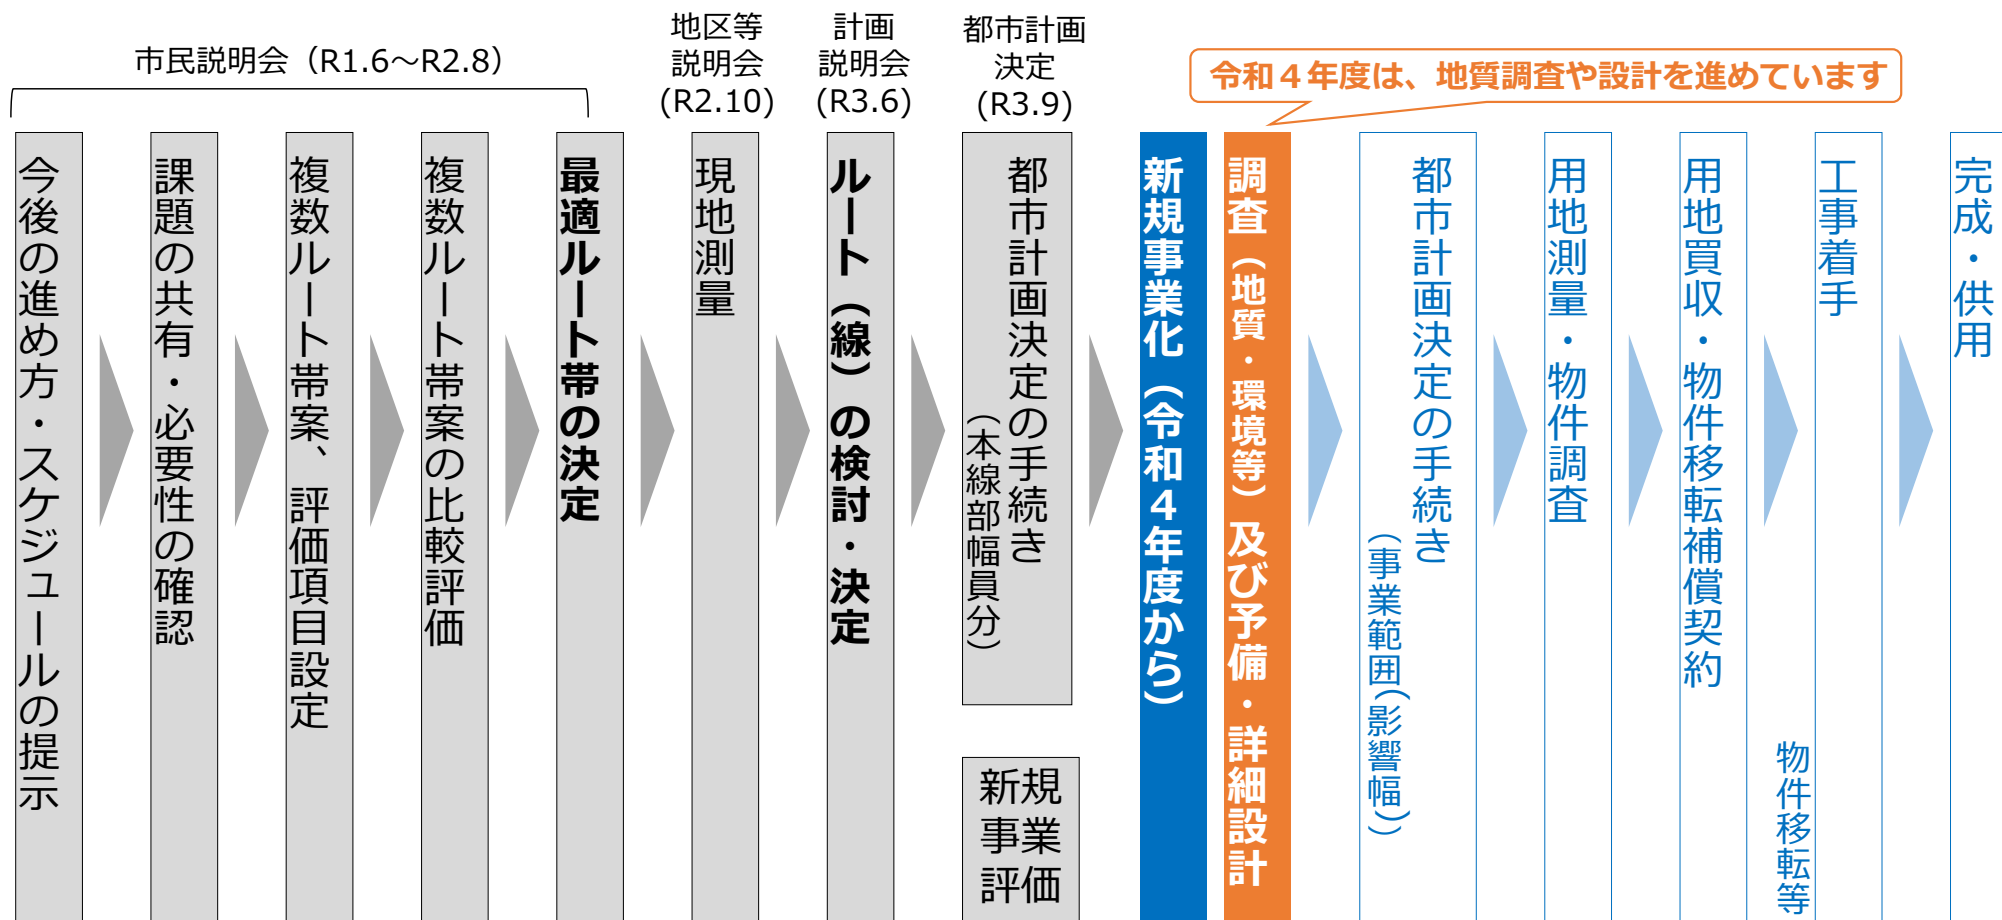 市民説明会（R1.6～R2.8）
地区等
説明会
(R2.10)
計画
説明会
(R3.6)
都市計画
決定
(R3.9)
令和４年度は、地質調査や設計を進めています
今後の進め方・スケジュールの提示
課題の共有・必要性の確認
複数ルート帯案、評価項目設定
複数ルート帯案の比較評価
最適ルート帯の決定
現地測量
ルート（線）の検討・決定
都市計画決定の手続き
（本線部幅員分）
新規
事業
評価
新規事業化（令和４年度から）
調査（地質・環境等）及び予備・詳細設計
都市計画決定の手続き
（事業範囲（影響幅））
用地測量・物件調査
用地買収・物件移転補償契約
工事着手
物件移転等
完成・供用